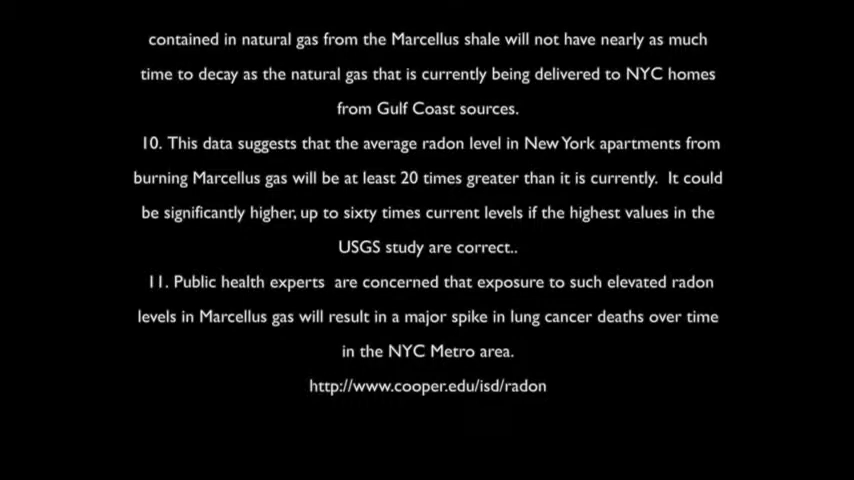 contained in natural gas from the Marcellus shale will not have nearly as much
time to decay as the natural gas that is currently being delivered to NYC homes
from Gulf Coast sources.
10. This data suggests that the average radon level in New York apartments from
burning Marcellus gas will be at least 20 times greater than it is currently.  It could
be significantly higher, up to sixty times current levels if the highest values in the
USGS study are correct..
11. Public health experts  are concerned that exposure to such elevated radon
levels in Marcellus gas will result in a major spike in lung cancer deaths over time
in the NYC Metro area.
http://www.cooper.edu/isd/radon